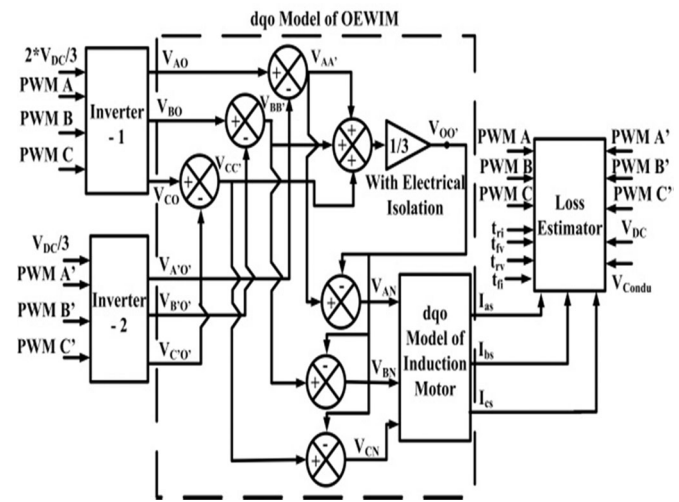 dqo Model of OEWIM
2*VDC/3
PWM A
PWM B
PWM C
Inverter
- 1
VAO
VBO
VCO
VAA'
VBB'
VCC'
+
-
+
-
+
-
+
+
+
1/3
VOO'
With Electrical
Isolation
VDC/3
PWM A'
PWM B'
PWM C'
Inverter
- 2
VA'O'
VB'O'
VC'O'
-
+
-
+
-
+
VAN
VBN
VCN
dqo
Model of
Induction
Motor
Ias
Ibs
Ics
PWM A
PWM B
PWM C
tri
tfv
trv
tfi
Loss
Estimator
PWM A'
PWM B'
PWM C'
VDC
VCondu